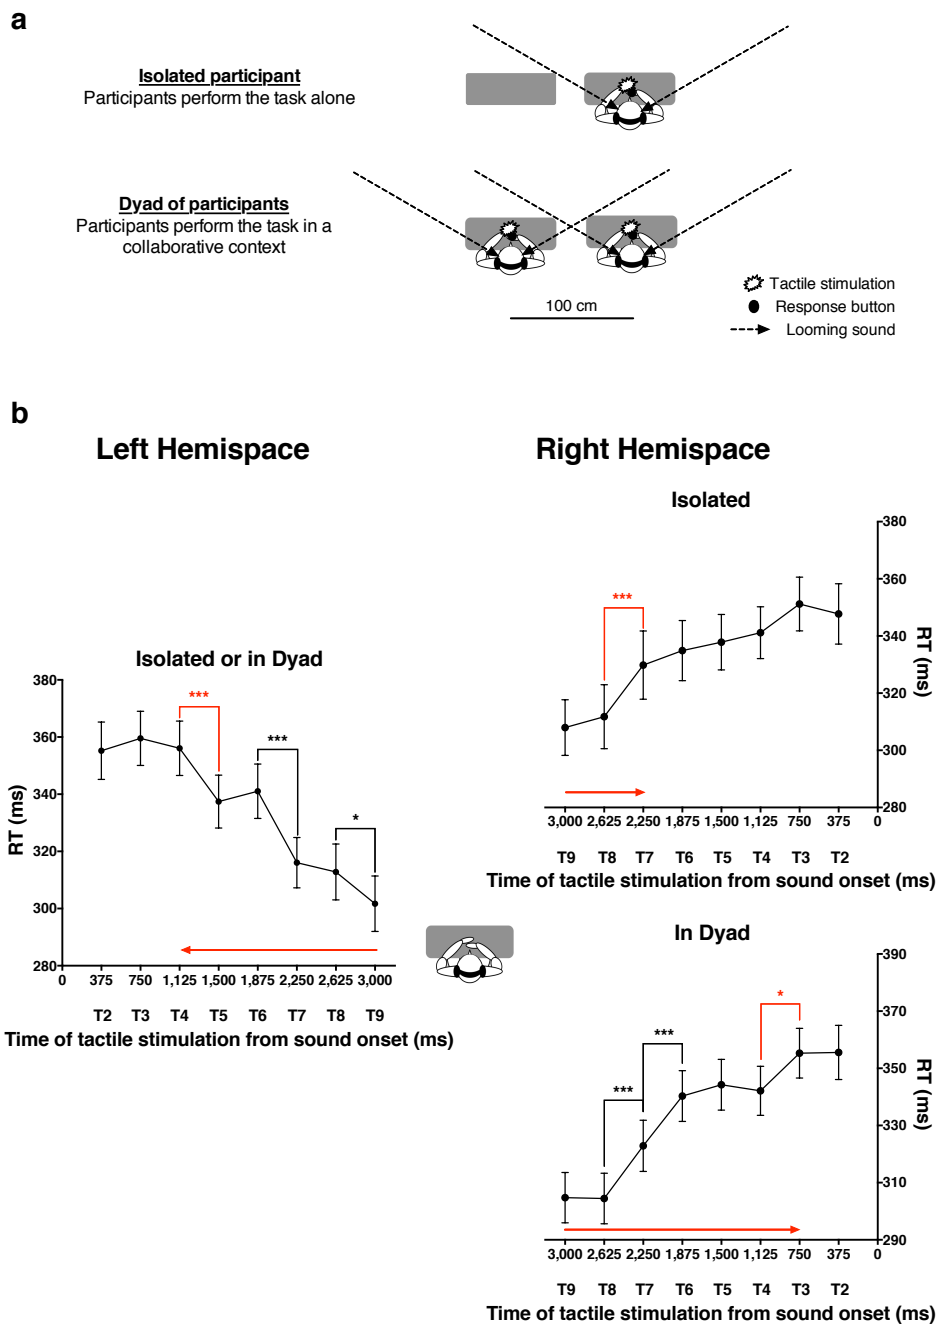 a
Isolated participant
Participants perform the task alone
Dyad of participants
Participants perform the task in a
collaborative context
100 cm
Tactile stimulation
Response button
Looming sound
b
Left Hemispace
Right Hemispace
Isolated
380
360
340
320
300
280
RT (ms)
***
3,000 2,625 2,250 1,875 1,500 1,125 750 375 0
T9 T8 T7 T6 T5 T4 T3 T2
Time of tactile stimulation from sound onset (ms)
Isolated or in Dyad
380
360
340
320
300
280
RT (ms)
***
***
*
0 375 750 1,125 1,500 1,875 2,250 2,625 3,000
T2 T3 T4 T5 T6 T7 T8 T9
Time of tactile stimulation from sound onset (ms)
In Dyad
390
370
350
330
310
290
RT (ms)
*
***
***
3,000 2,625 2,250 1,875 1,500 1,125 750 375 0
T9 T8 T7 T6 T5 T4 T3 T2
Time of tactile stimulation from sound onset (ms)